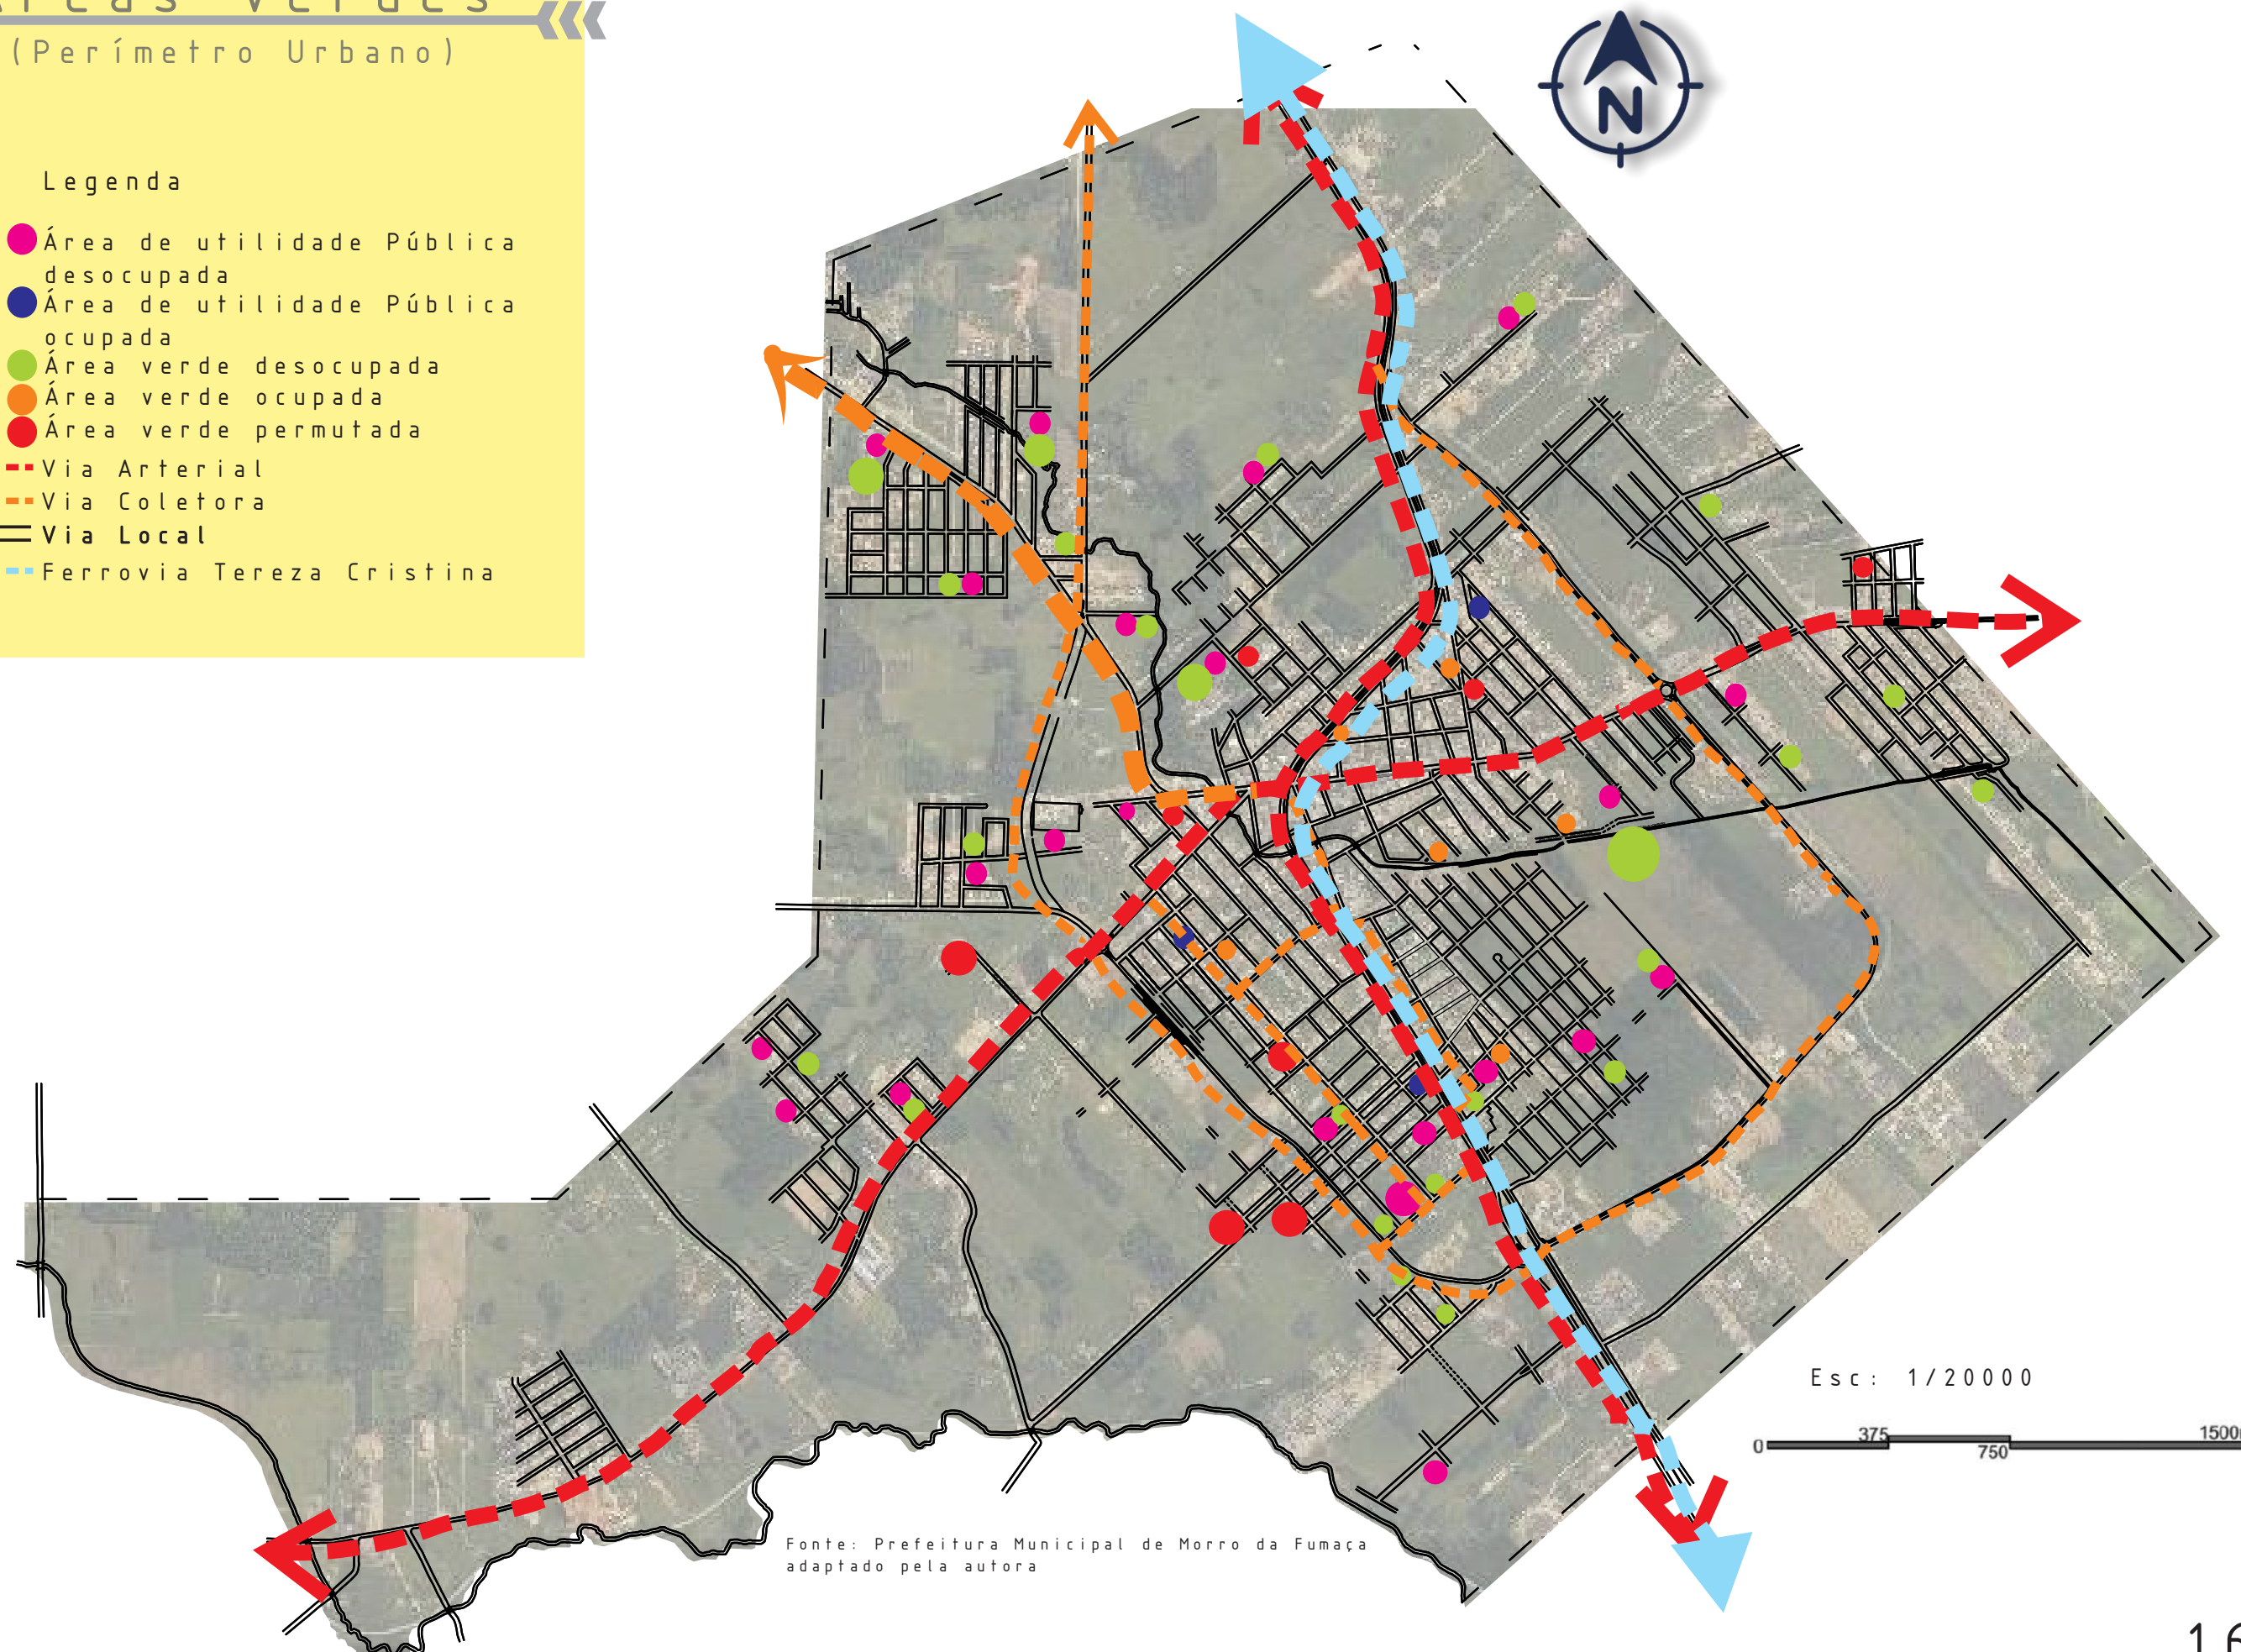 Áreas Verdes
(Perímetro Urbano)
Legenda
Área de utilidade Pública
desocupada
Área de utilidade Pública
ocupada
Área verde desocupada
Área verde ocupada
Área verde permutada
Via Arterial
Via Coletora
Via Local
Ferrovia Tereza Cristina
N
Esc: 1/20000
0 375 750 1500
Fonte: Prefeitura Municipal de Morro da Fumaça
adaptado pela autora